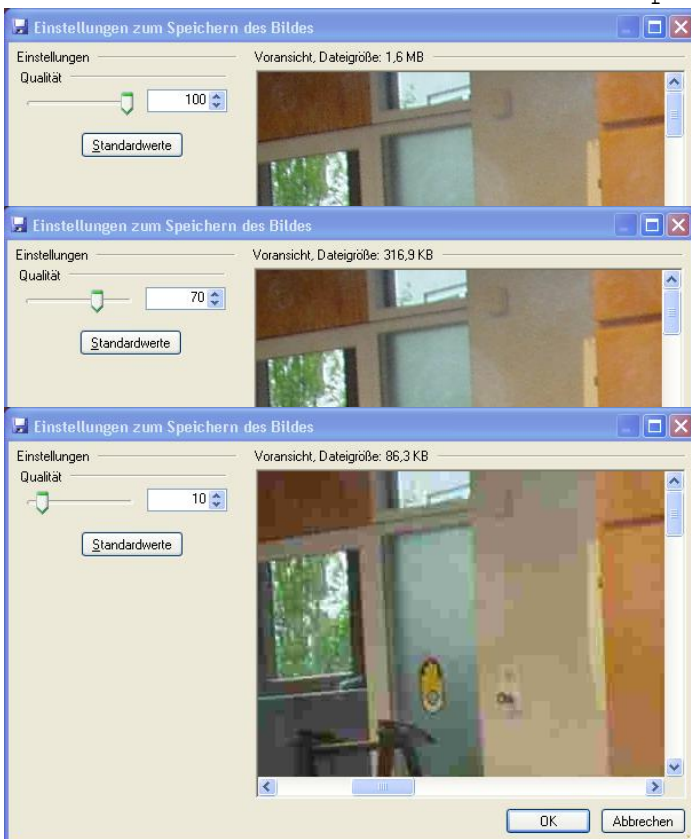 Einstellungen zum Speichern des Bildes
Einstellungen
Voransicht, Dateigröße: 1,6 MB
Qualität
100
Standardwerte
Einstellungen zum Speichern des Bildes
Einstellungen
Voransicht, Dateigröße: 316,9 KB
Qualität
70
Standardwerte
Einstellungen zum Speichern des Bildes
Einstellungen
Voransicht, Dateigröße: 86,3 KB
Qualität
10
Standardwerte
OK
Abbrechen